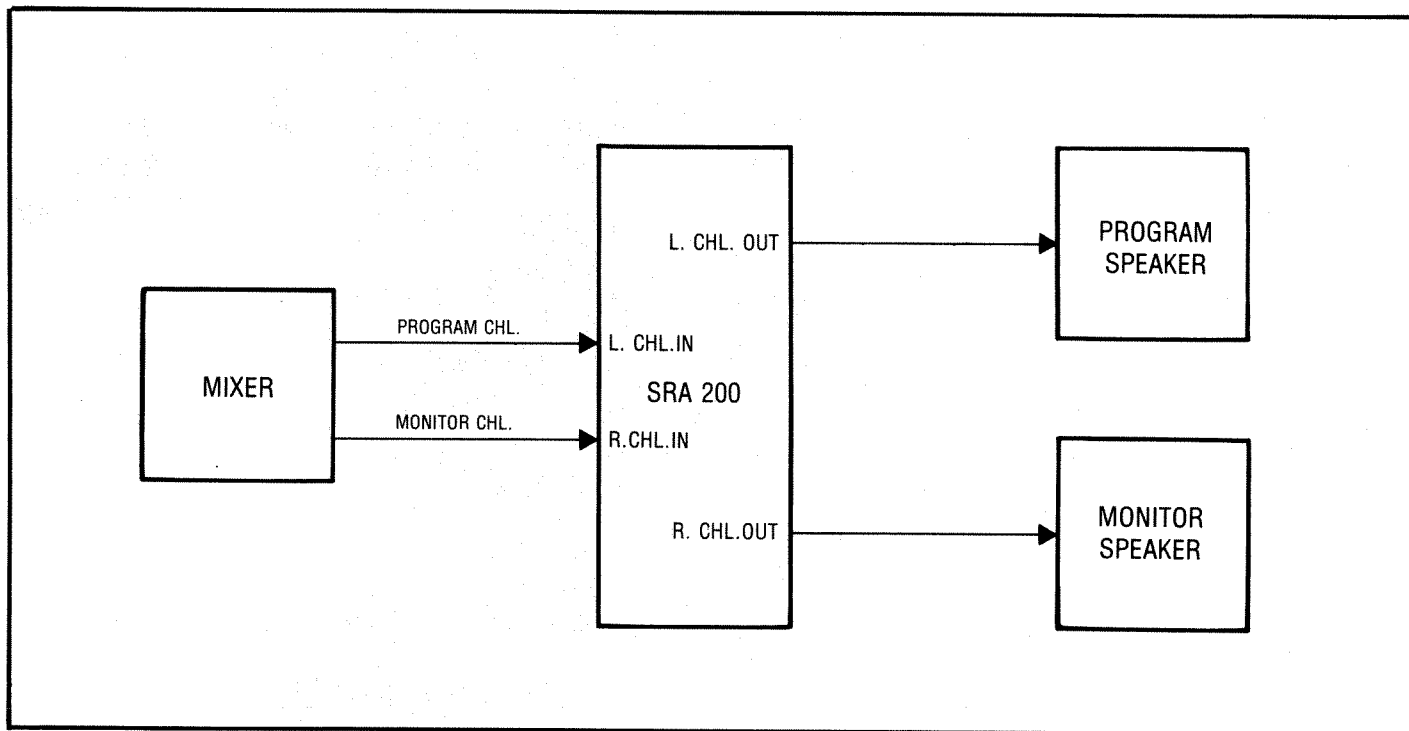 MIXER
PROGRAM CHL.
MONITOR CHL.
L. CHL. OUT
L. CHL.IN
SRA 200
R.CHL.IN
R. CHL.OUT
PROGRAM
SPEAKER
MONITOR
SPEAKER